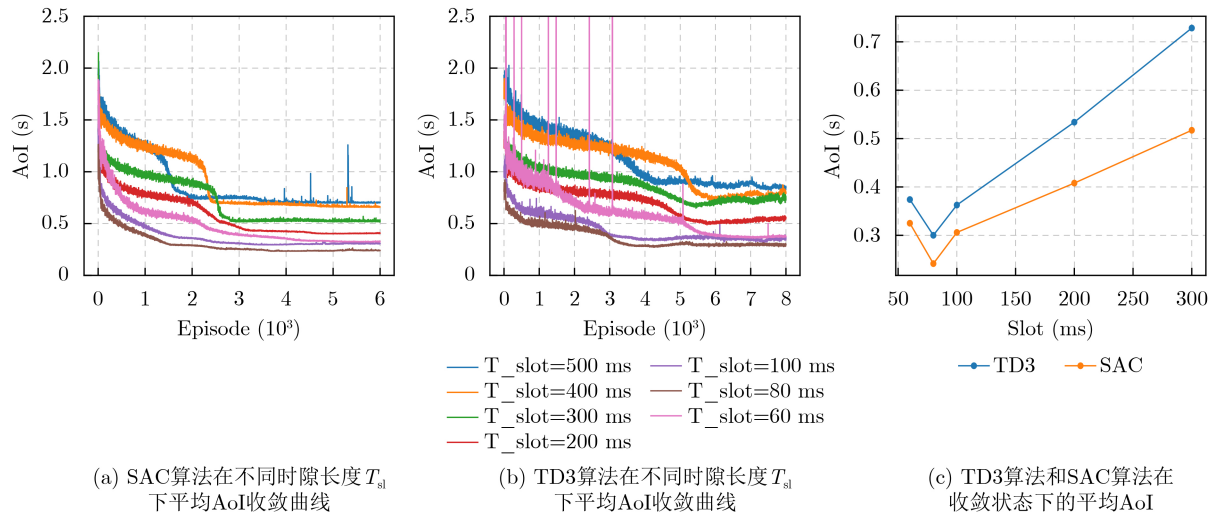 2.5
2.0
1.5
1.0
0.5
0
AoI (s)
0 1 2 3 4 5 6
Episode (10³)
2.5
2.0
1.5
1.0
0.5
0
AoI (s)
0 1 2 3 4 5 6 7 8
Episode (10³)
0.7
0.6
0.5
0.4
0.3
AoI (s)
50 100 150 200 250 300
Slot (ms)
T_slot=500 ms
T_slot=400 ms
T_slot=300 ms
T_slot=200 ms
T_slot=100 ms
T_slot=80 ms
T_slot=60 ms
TD3 SAC
(a) SAC算法在不同时隙长度Tsl
下平均AoI收敛曲线
(b) TD3算法在不同时隙长度Tsl
下平均AoI收敛曲线
(c) TD3算法和SAC算法在
收敛状态下的平均AoI